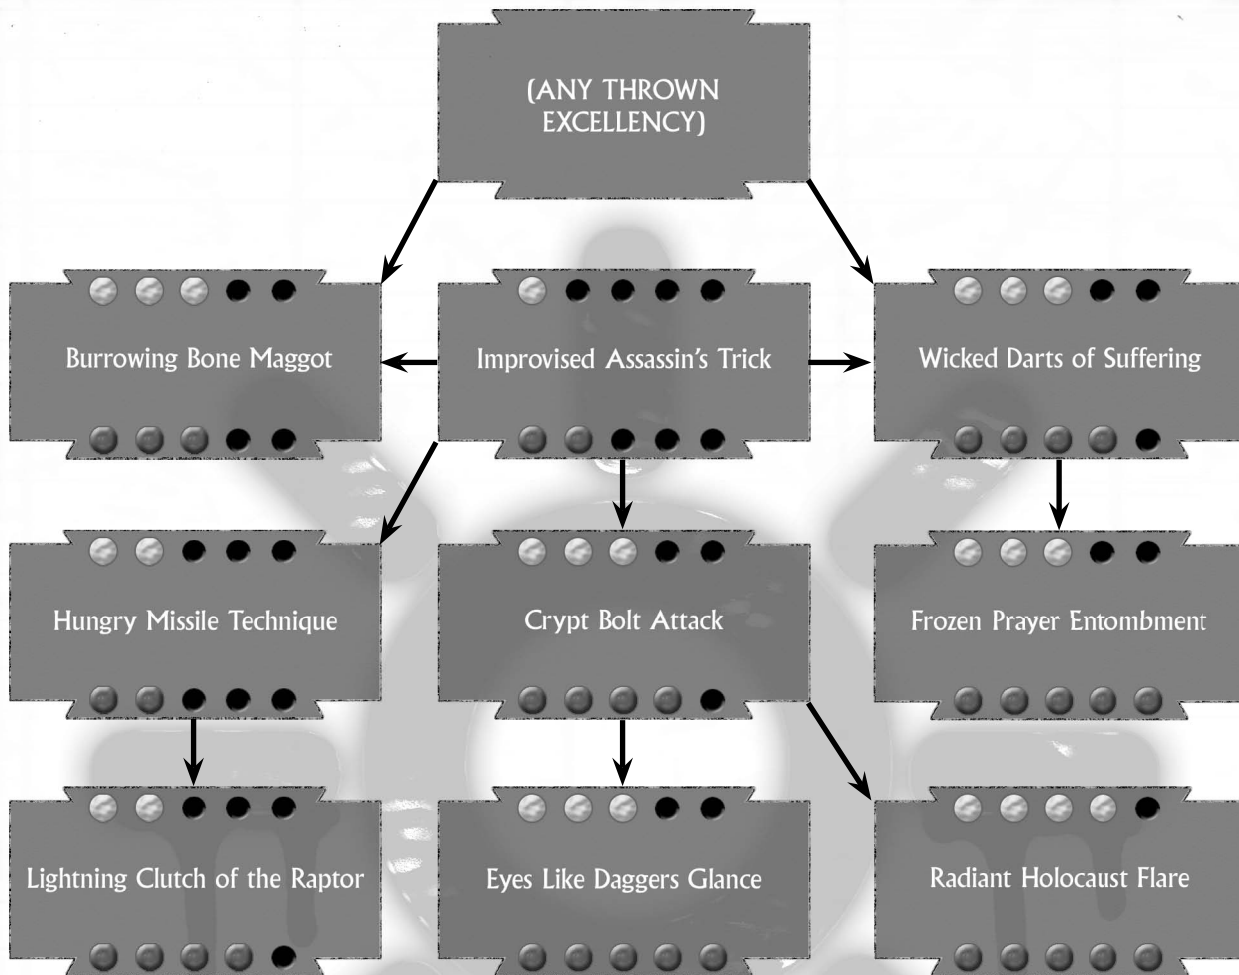 (ANY THROWN
EXCELLENCY)
Burrowing Bone Maggot
Improvised Assassin's Trick
Wicked Darts of Suffering
Hungry Missile Technique
Crypt Bolt Attack
Frozen Prayer Entombment
Lightning Clutch of the Raptor
Eyes Like Daggers Glance
Radiant Holocaust Flare